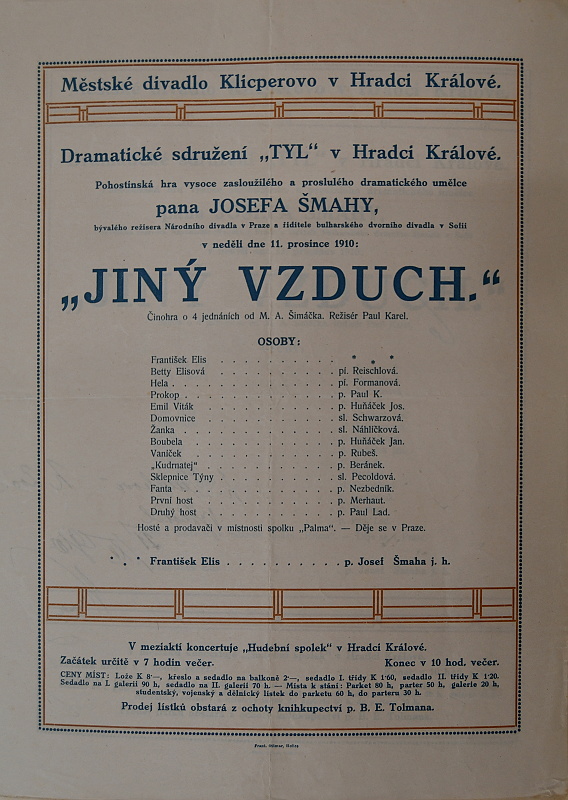 Městské divadlo Klicperovo v Hradci Králové.
Dramatické sdružení „TYL“ v Hradci Králové.
Pohostinská hra vysoce zasloužilého a proslulého dramatického umělce
pana JOSEFA ŠMAHY,
bývalého režisera Národního divadla v Praze a řiditele bulharského dvorního divadla v Sofii
v neděli dne 11. prosince 1910:
„JINÝ VZDUCH.“
Činohra o 4 jednáních od M. A. Šimáčka. Režisér Paul Karel.
OSOBY:
František Elis . . . . . . . . . . * * *
Betty Elisová . . . . . . . . . . pí. Reischlová.
Hela . . . . . . . . . . . . . . pí. Formanová.
Prokop . . . . . . . . . . . . . p. Paul K.
Emil Viták . . . . . . . . . . . p. Huňáček Jos.
Domovnice . . . . . . . . . . . sl. Schwarzová.
Žanka . . . . . . . . . . . . . sl. Náhlíčková.
Boubela . . . . . . . . . . . . p. Huňáček Jan.
Vaníček . . . . . . . . . . . . p. Rubeš.
„Kudrnatej“ . . . . . . . . . . . p. Beránek.
Sklepnice Týny . . . . . . . . . sl. Pecoldová.
Fanta . . . . . . . . . . . . . p. Nezbedník.
První host . . . . . . . . . . . p. Merhaut.
Druhý host . . . . . . . . . . . p. Paul Lad.
Hosté a prodavači v místnosti spolku „Palma“. — Děje se v Praze.
* * * František Elis . . . . . . . . . . p. Josef Šmaha j. h.
V meziaktí koncertuje „Hudební spolek“ v Hradci Králové.
Začátek určitě v 7 hodin večer. Konec v 10 hod. večer.
CENY MÍST: Lože K 8·—, křeslo a sedadlo na balkoně 2·—, sedadlo I. třídy K 1·60, sedadlo II. třídy K 1·20.
Sedadlo na I. galerii 90 h, sedadlo na II. galerii 70 h. — Místa k stání: Parket 80 h, parter 50 h, galerie 20 h,
studentský, vojenský a dělnický lístek do parketu 60 h, do parteru 30 h.
Prodej lístků obstará z ochoty knihkupectví p. B. E. Tolmana.